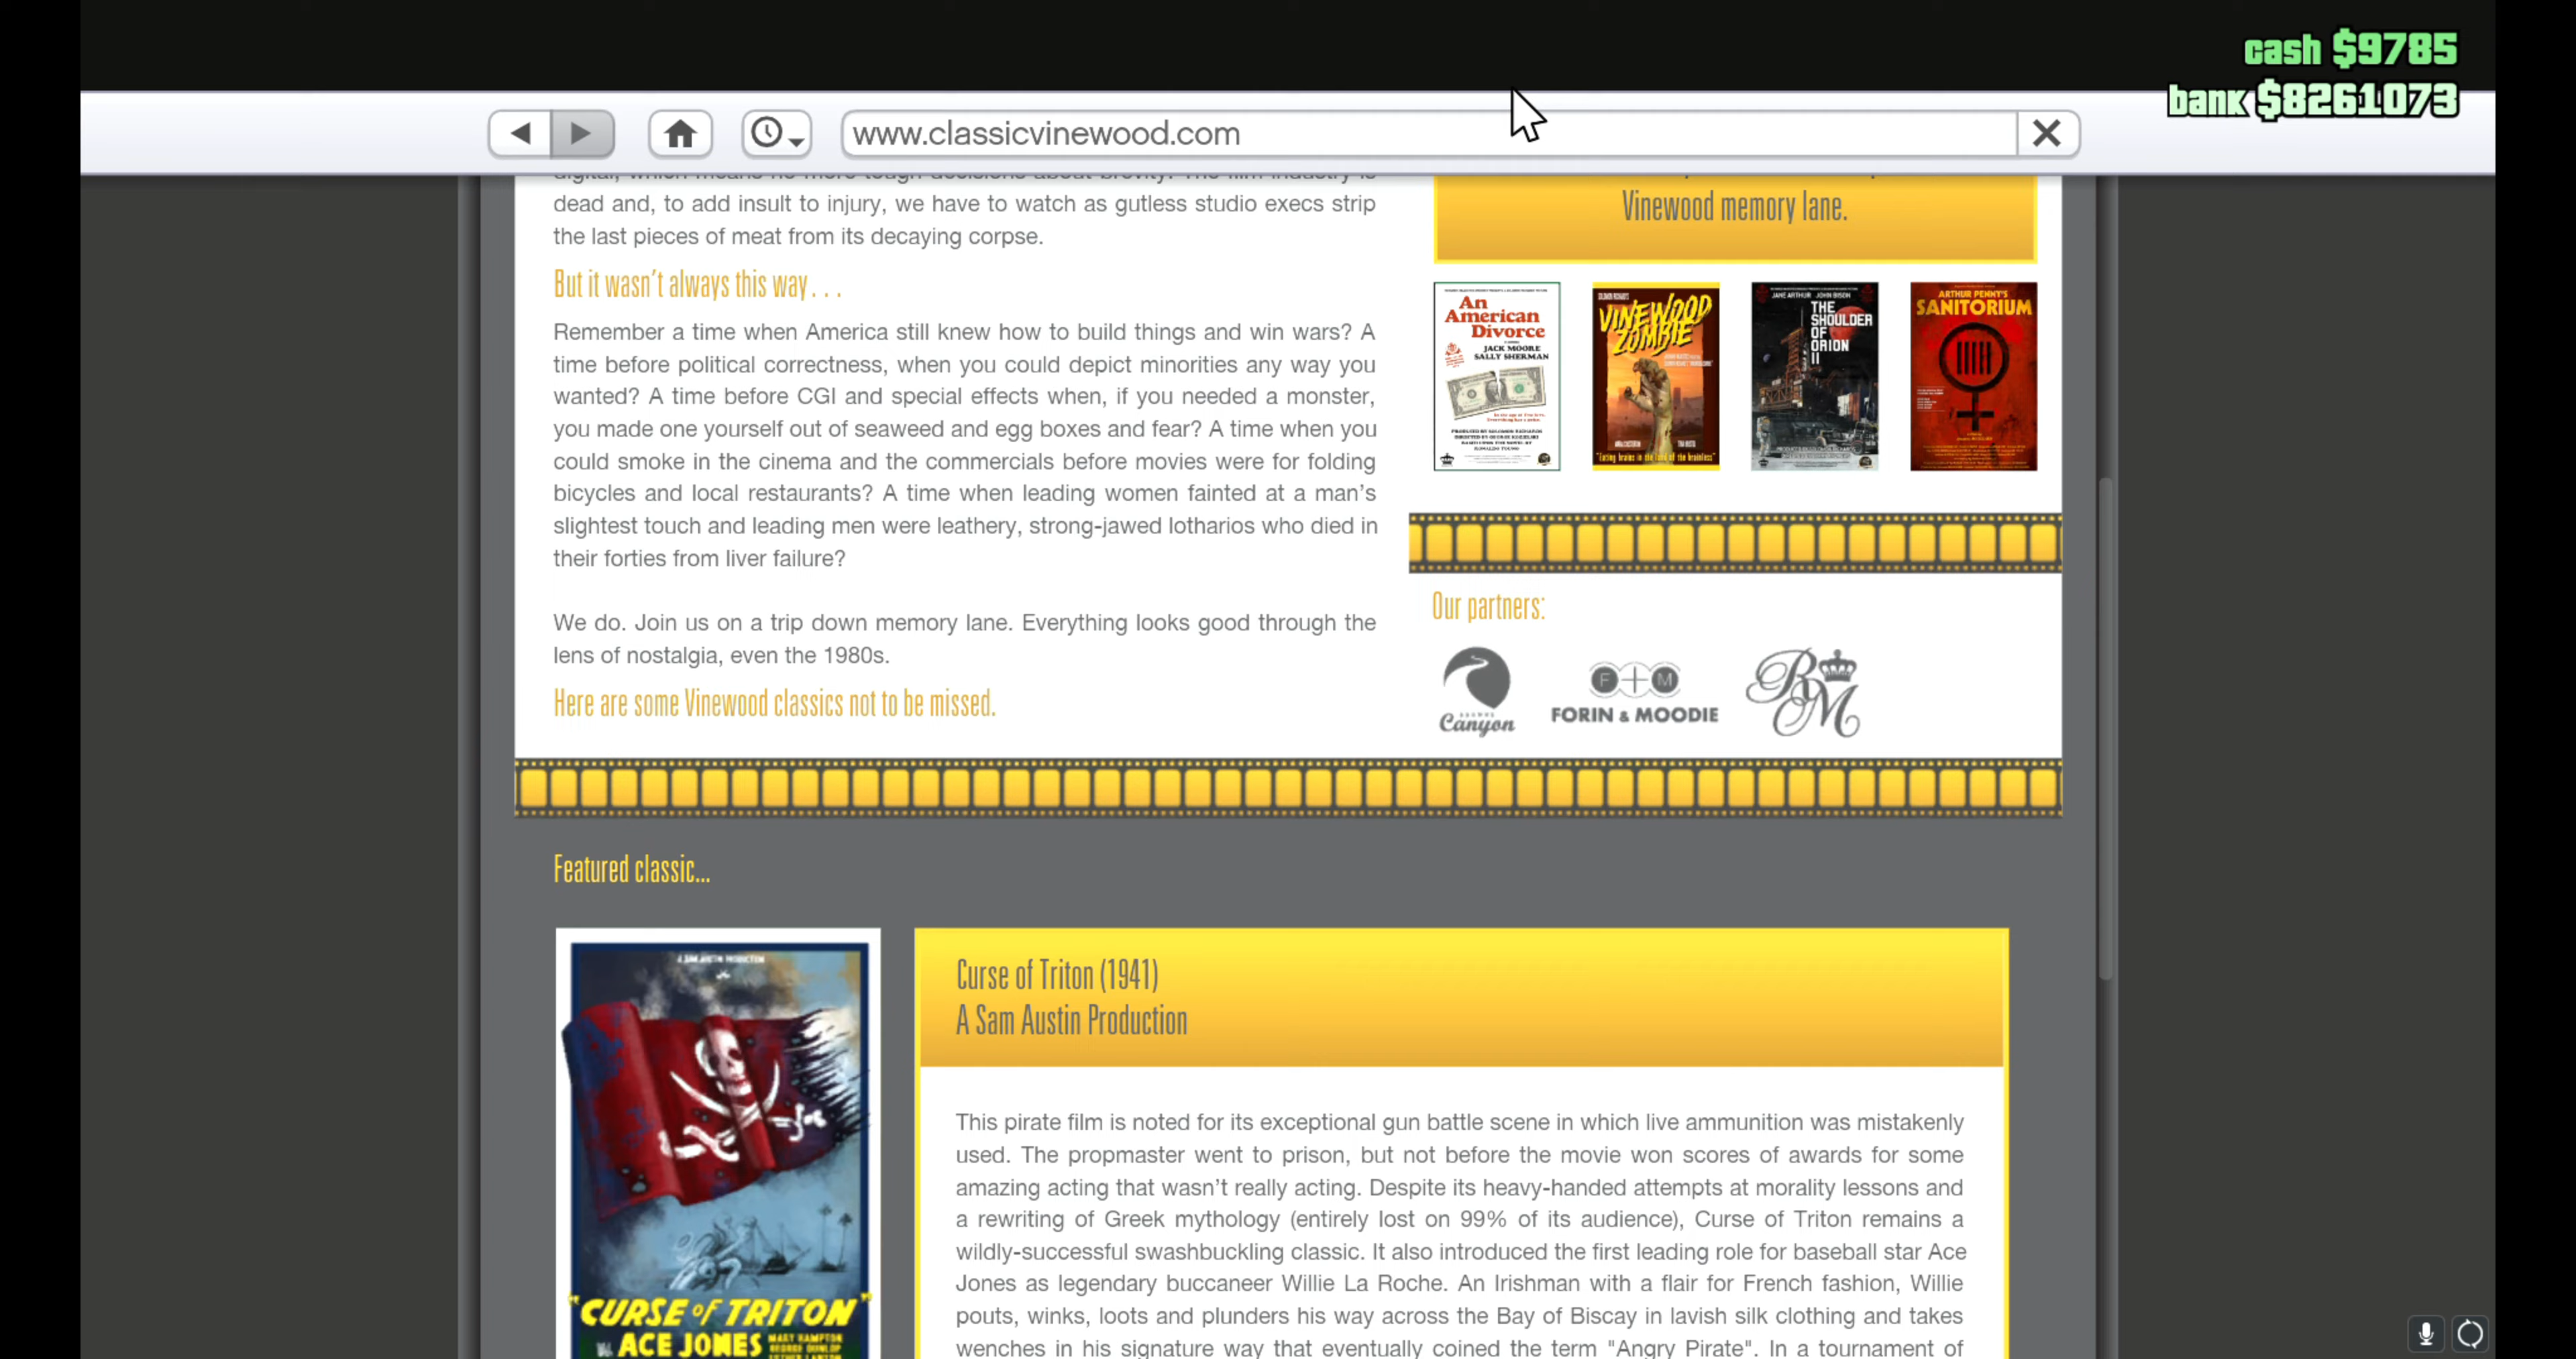 cash $9785
bank $8261073
www.classicvinewood.com
dead and, to add insult to injury, we have to watch as gutless studio execs strip
the last pieces of meat from its decaying corpse.
But it wasn't always this way . . .
Remember a time when America still knew how to build things and win wars? A
time before political correctness, when you could depict minorities any way you
wanted? A time before CGI and special effects when, if you needed a monster,
you made one yourself out of seaweed and egg boxes and fear? A time when you
could smoke in the cinema and the commercials before movies were for folding
bicycles and local restaurants? A time when leading women fainted at a man's
slightest touch and leading men were leathery, strong-jawed lotharios who died in
their forties from liver failure?
We do. Join us on a trip down memory lane. Everything looks good through the
lens of nostalgia, even the 1980s.
Here are some Vinewood classics not to be missed.
Vinewood memory lane.
An
American
Divorce
JACK MOORE
SALLY SHERMAN
VINEWOOD
ZOMBIE
JANE ARTHUR JOHN BISON
THE
SHOULDER
OF
ORION
II
ARTHUR PENNY'S
SANITORIUM
Our partners:
Canyon
F M
FORIN & MOODIE
RM
Featured classic...
A SAM AUSTIN PRODUCTION
"CURSE OF TRITON"
ACE JONES
MARY HAMPTON
GEORGE DUNLOP
Curse of Triton (1941)
A Sam Austin Production
This pirate film is noted for its exceptional gun battle scene in which live ammunition was mistakenly
used. The propmaster went to prison, but not before the movie won scores of awards for some
amazing acting that wasn't really acting. Despite its heavy-handed attempts at morality lessons and
a rewriting of Greek mythology (entirely lost on 99% of its audience), Curse of Triton remains a
wildly-successful swashbuckling classic. It also introduced the first leading role for baseball star Ace
Jones as legendary buccaneer Willie La Roche. An Irishman with a flair for French fashion, Willie
pouts, winks, loots and plunders his way across the Bay of Biscay in lavish silk clothing and takes
wenches in his signature way that eventually coined the term "Angry Pirate". In a tournament of